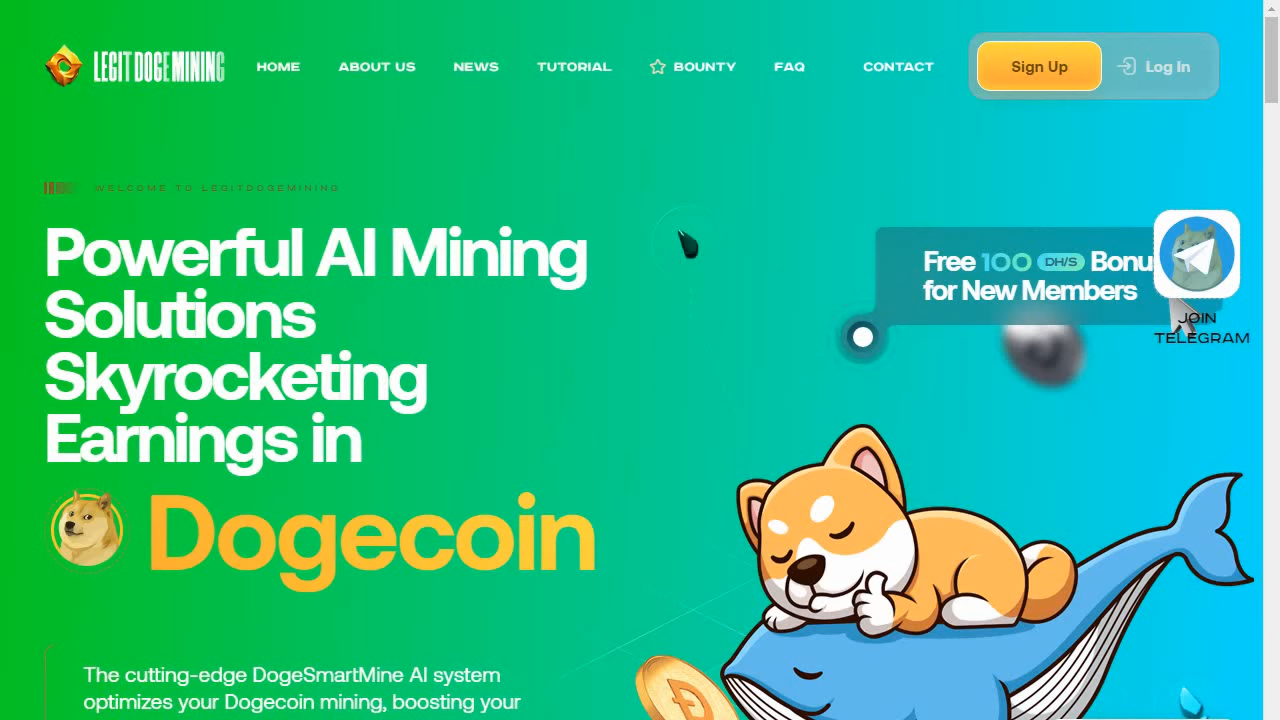 LEGIT DOGE MINING
HOME
ABOUT US
NEWS
TUTORIAL
BOUNTY
FAQ
CONTACT
Sign Up
Log In
WELCOME TO LEGITDOGEMINING
Powerful AI Mining
Solutions
Skyrocketing
Earnings in
Dogecoin
Free 100 DH/S Bonu
for New Members
JOIN
TELEGRAM
The cutting-edge DogeSmartMine AI system
optimizes your Dogecoin mining, boosting your